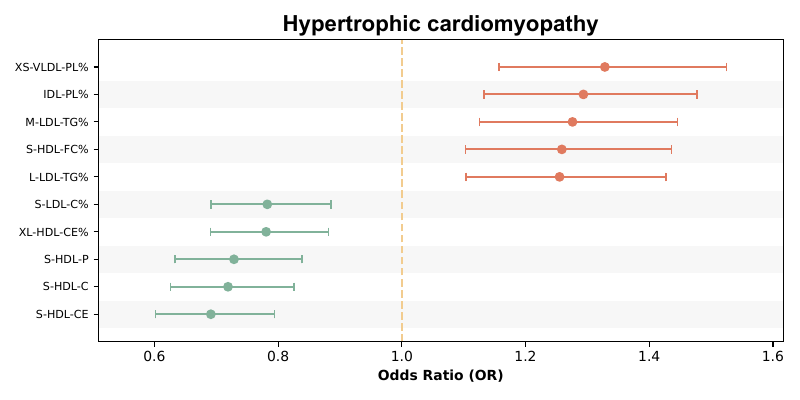 Hypertrophic cardiomyopathy
XS-VLDL-PL%
IDL-PL%
M-LDL-TG%
S-HDL-FC%
L-LDL-TG%
S-LDL-C%
XL-HDL-CE%
S-HDL-P
S-HDL-C
S-HDL-CE
0.6 0.8 1.0 1.2 1.4 1.6
Odds Ratio (OR)